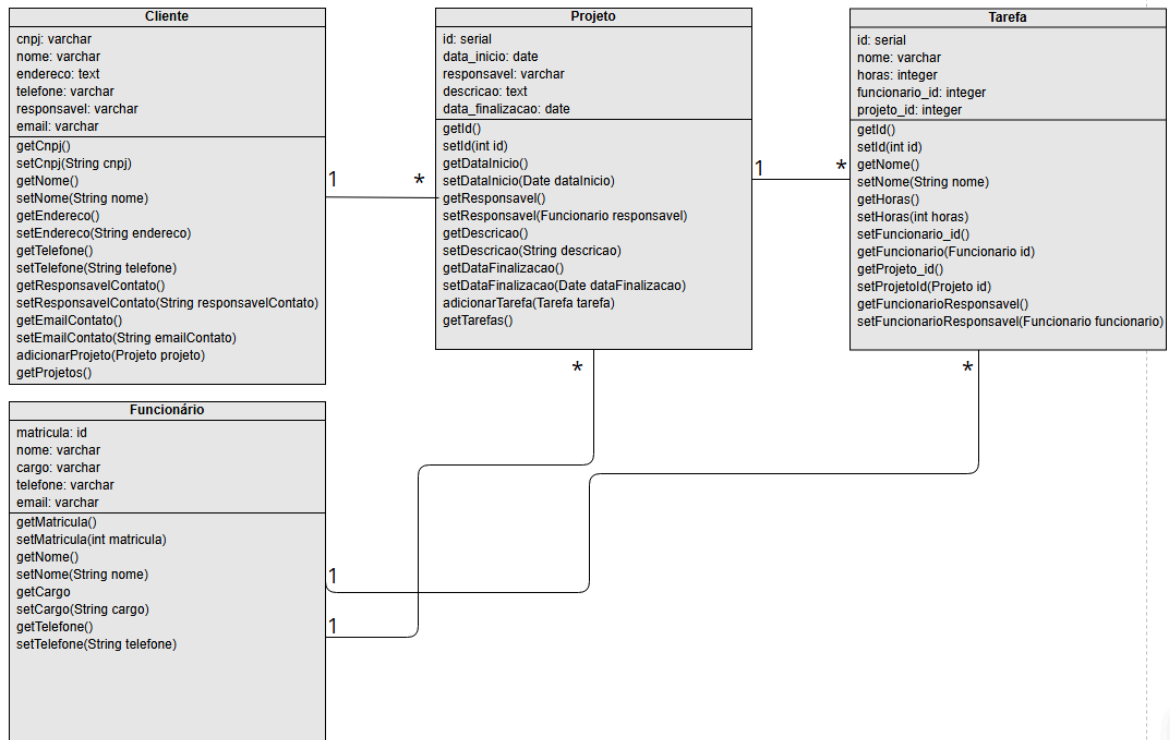 Cliente
cnpj: varchar
nome: varchar
endereco: text
telefone: varchar
responsavel: varchar
email: varchar
getCnpj()
setCnpj(String cnpj)
getNome()
setNome(String nome)
getEndereco()
setEndereco(String endereco)
getTelefone()
setTelefone(String telefone)
getResponsavelContato()
setResponsavelContato(String responsavelContato)
getEmailContato()
setEmailContato(String emailContato)
adicionarProjeto(Projeto projeto)
getProjetos()
1
*
Projeto
id: serial
data_inicio: date
responsavel: varchar
descricao: text
data_finalizacao: date
getId()
setId(int id)
getDataInicio()
setDataInicio(Date dataInicio)
getResponsavel()
setResponsavel(Funcionario responsavel)
getDescricao()
setDescricao(String descricao)
getDataFinalizacao()
setDataFinalizacao(Date dataFinalizacao)
adicionarTarefa(Tarefa tarefa)
getTarefas()
1
*
Tarefa
id: serial
nome: varchar
horas: integer
funcionario_id: integer
projeto_id: integer
getId()
setId(int id)
getNome()
setNome(String nome)
getHoras()
setHoras(int horas)
setFuncionario_id()
getFuncionario(Funcionario id)
getProjeto_id()
setProjetoId(Projeto id)
getFuncionarioResponsavel()
setFuncionarioResponsavel(Funcionario funcionario)
*
*
Funcionário
matricula: id
nome: varchar
cargo: varchar
telefone: varchar
email: varchar
getMatricula()
setMatricula(int matricula)
getNome()
setNome(String nome)
getCargo
setCargo(String cargo)
getTelefone()
setTelefone(String telefone)
1
1